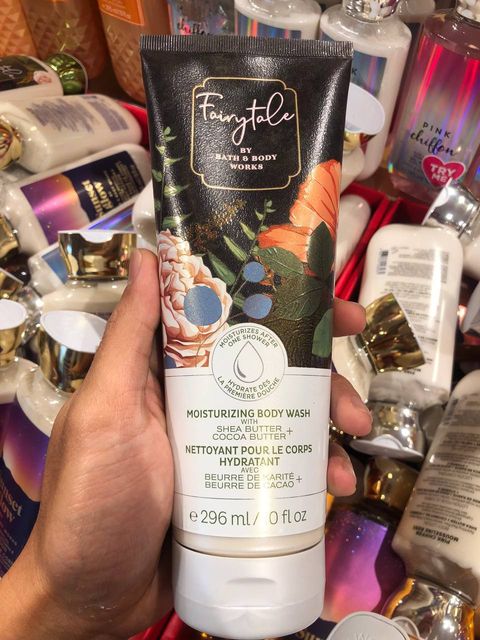 Fairytale
BY
BATH & BODY
WORKS
MOISTURIZES AFTER
ONE SHOWER
HYDRATE DÈS
LA PREMIÈRE DOUCHE
MOISTURIZING BODY WASH
WITH
SHEA BUTTER +
COCOA BUTTER
NETTOYANT POUR LE CORPS
HYDRATANT
AVEC
BEURRE DE KARITÉ +
BEURRE DE CACAO
e 296 ml / 10 fl oz
PINK
chiffon
TRY
ME!